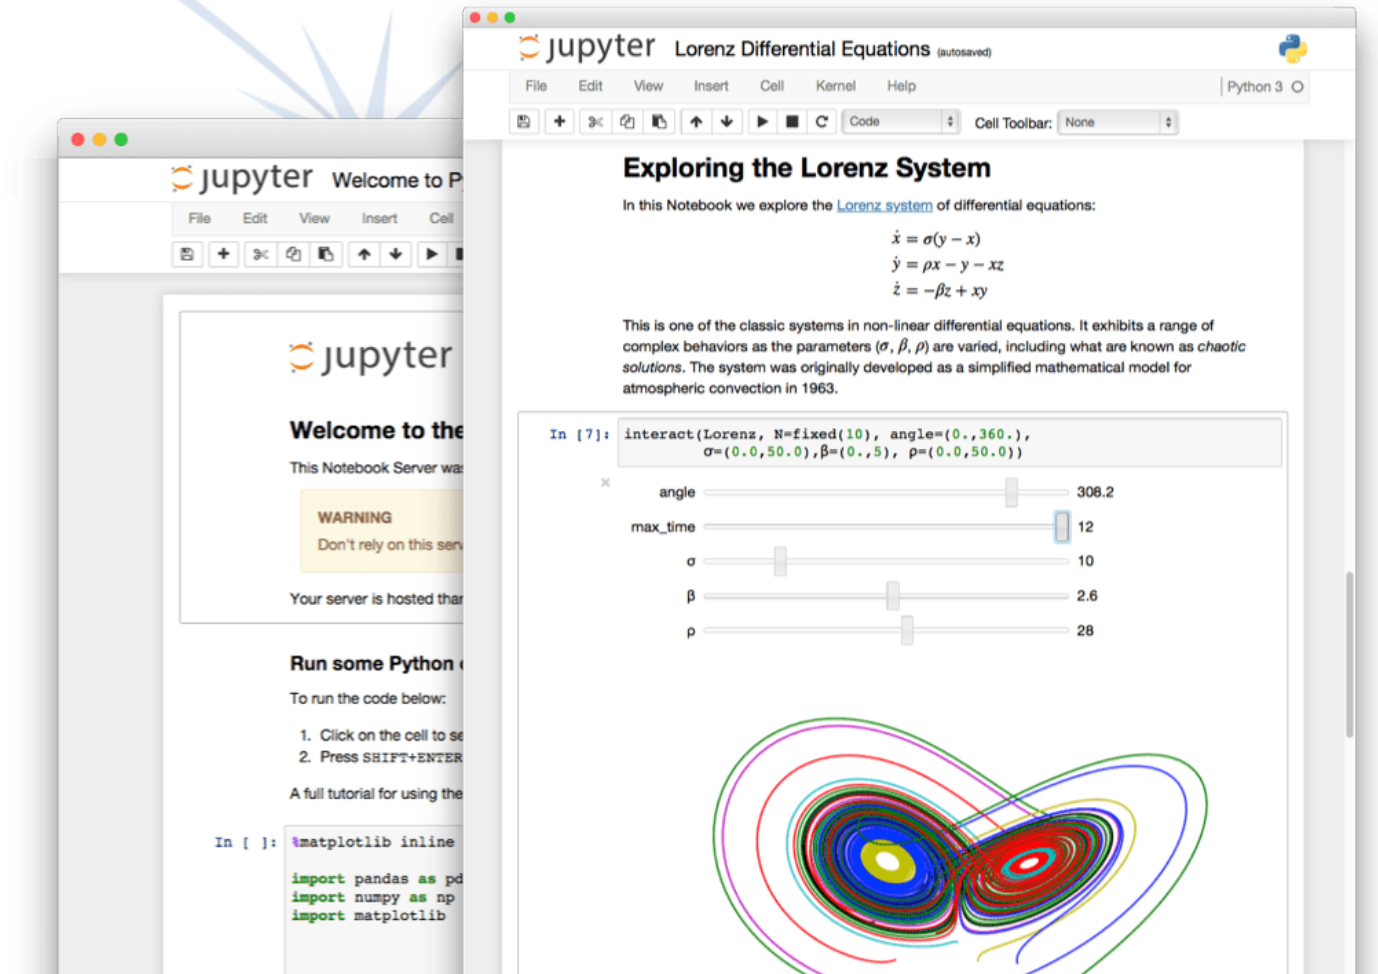 jupyter Welcome to P
File Edit View Insert Cell
jupyter
Welcome to the
This Notebook Server was
WARNING
Don't rely on this serv
Your server is hosted than
Run some Python
To run the code below:
1. Click on the cell to se
2. Press SHIFT+ENTER
A full tutorial for using the
In [ ]: %matplotlib inline
import pandas as pd
import numpy as np
import matplotlib
jupyter Lorenz Differential Equations (autosaved)
File Edit View Insert Cell Kernel Help Python 3
Code Cell Toolbar: None
Exploring the Lorenz System
In this Notebook we explore the Lorenz system of differential equations:
ẋ = σ(y − x)
ẏ = ρx − y − xz
ż = −βz + xy
This is one of the classic systems in non-linear differential equations. It exhibits a range of
complex behaviors as the parameters (σ, β, ρ) are varied, including what are known as chaotic
solutions. The system was originally developed as a simplified mathematical model for
atmospheric convection in 1963.
In [7]: interact(Lorenz, N=fixed(10), angle=(0.,360.),
σ=(0.0,50.0),β=(0.,5), ρ=(0.0,50.0))
angle 308.2
max_time 12
σ 10
β 2.6
ρ 28